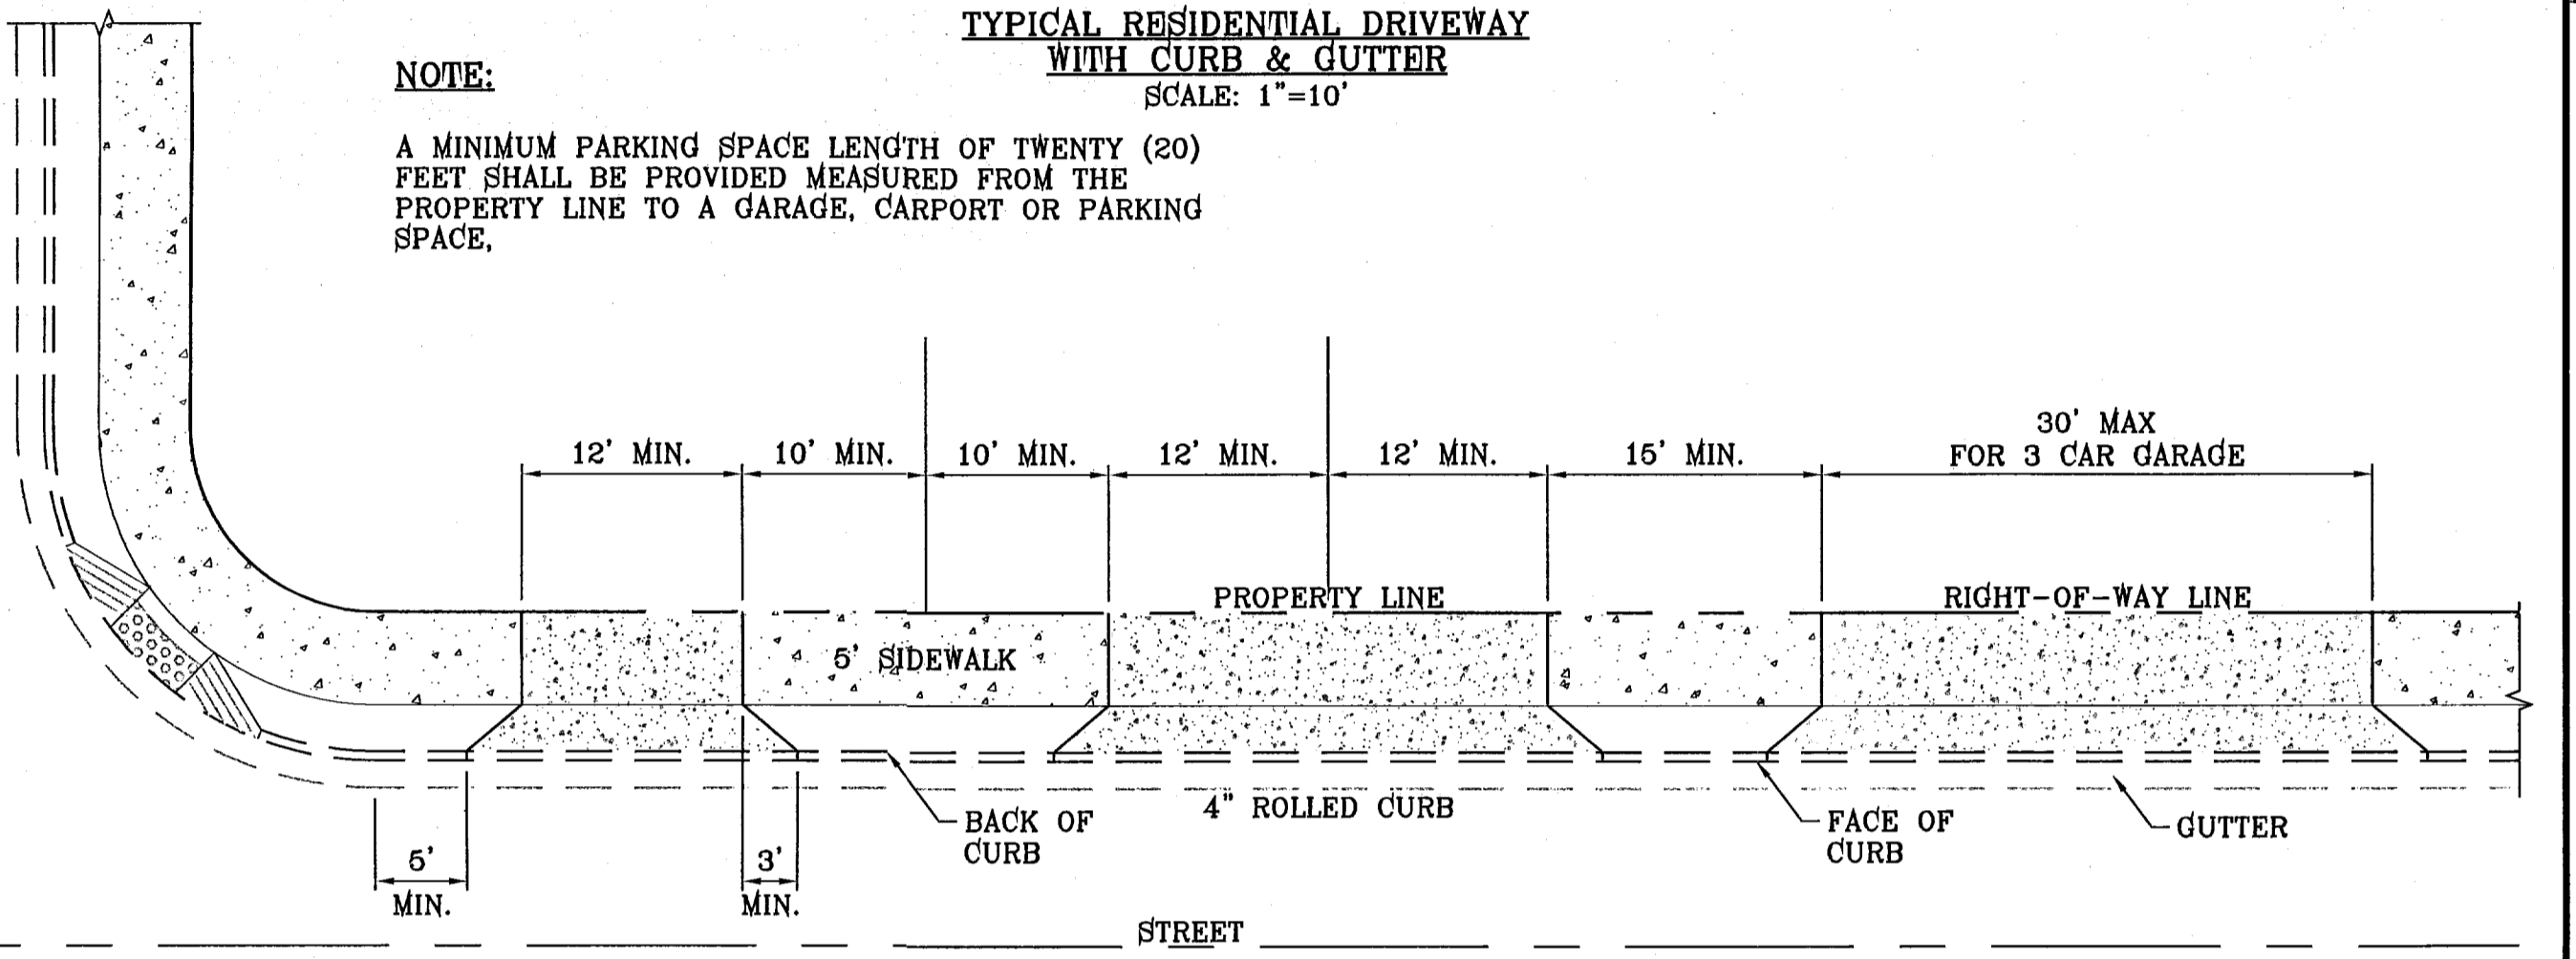 TYPICAL RESIDENTIAL DRIVEWAY
WITH CURB & GUTTER
SCALE: 1"=10'
NOTE:
A MINIMUM PARKING SPACE LENGTH OF TWENTY (20)
FEET SHALL BE PROVIDED MEASURED FROM THE
PROPERTY LINE TO A GARAGE, CARPORT OR PARKING
SPACE,
12' MIN.
10' MIN.
10' MIN.
12' MIN.
12' MIN.
15' MIN.
30' MAX
FOR 3 CAR GARAGE
PROPERTY LINE
RIGHT-OF-WAY LINE
5' SIDEWALK
4" ROLLED CURB
BACK OF
CURB
FACE OF
CURB
GUTTER
5'
MIN.
3'
MIN.
STREET